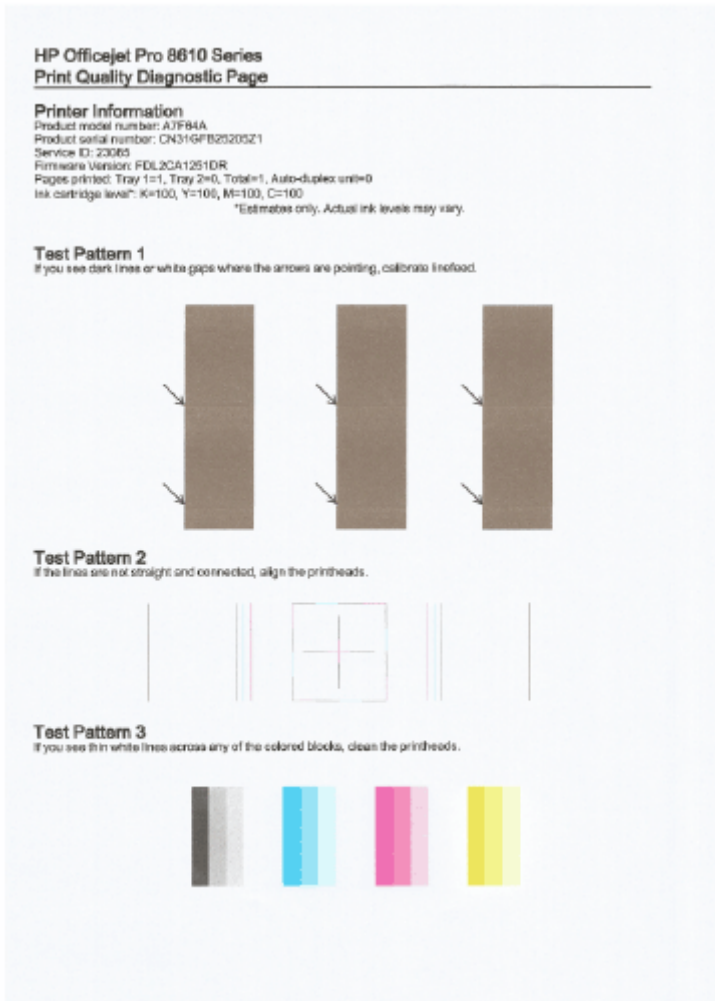 HP Officejet Pro 8610 Series
Print Quality Diagnostic Page
Printer Information
Product model number: A7F64A
Product serial number: CN31GFB25205Z1
Service ID: 23085
Firmware Version: FDL2CA1251DR
Pages printed: Tray 1=1, Tray 2=0, Total=1, Auto-duplex unit=0
Ink cartridge level*: K=100, Y=100, M=100, C=100
*Estimates only. Actual ink levels may vary.
Test Pattern 1
If you see dark lines or white gaps where the arrows are pointing, calibrate linefeed.
Test Pattern 2
If the lines are not straight and connected, align the printheads.
Test Pattern 3
If you see thin white lines across any of the colored blocks, clean the printheads.